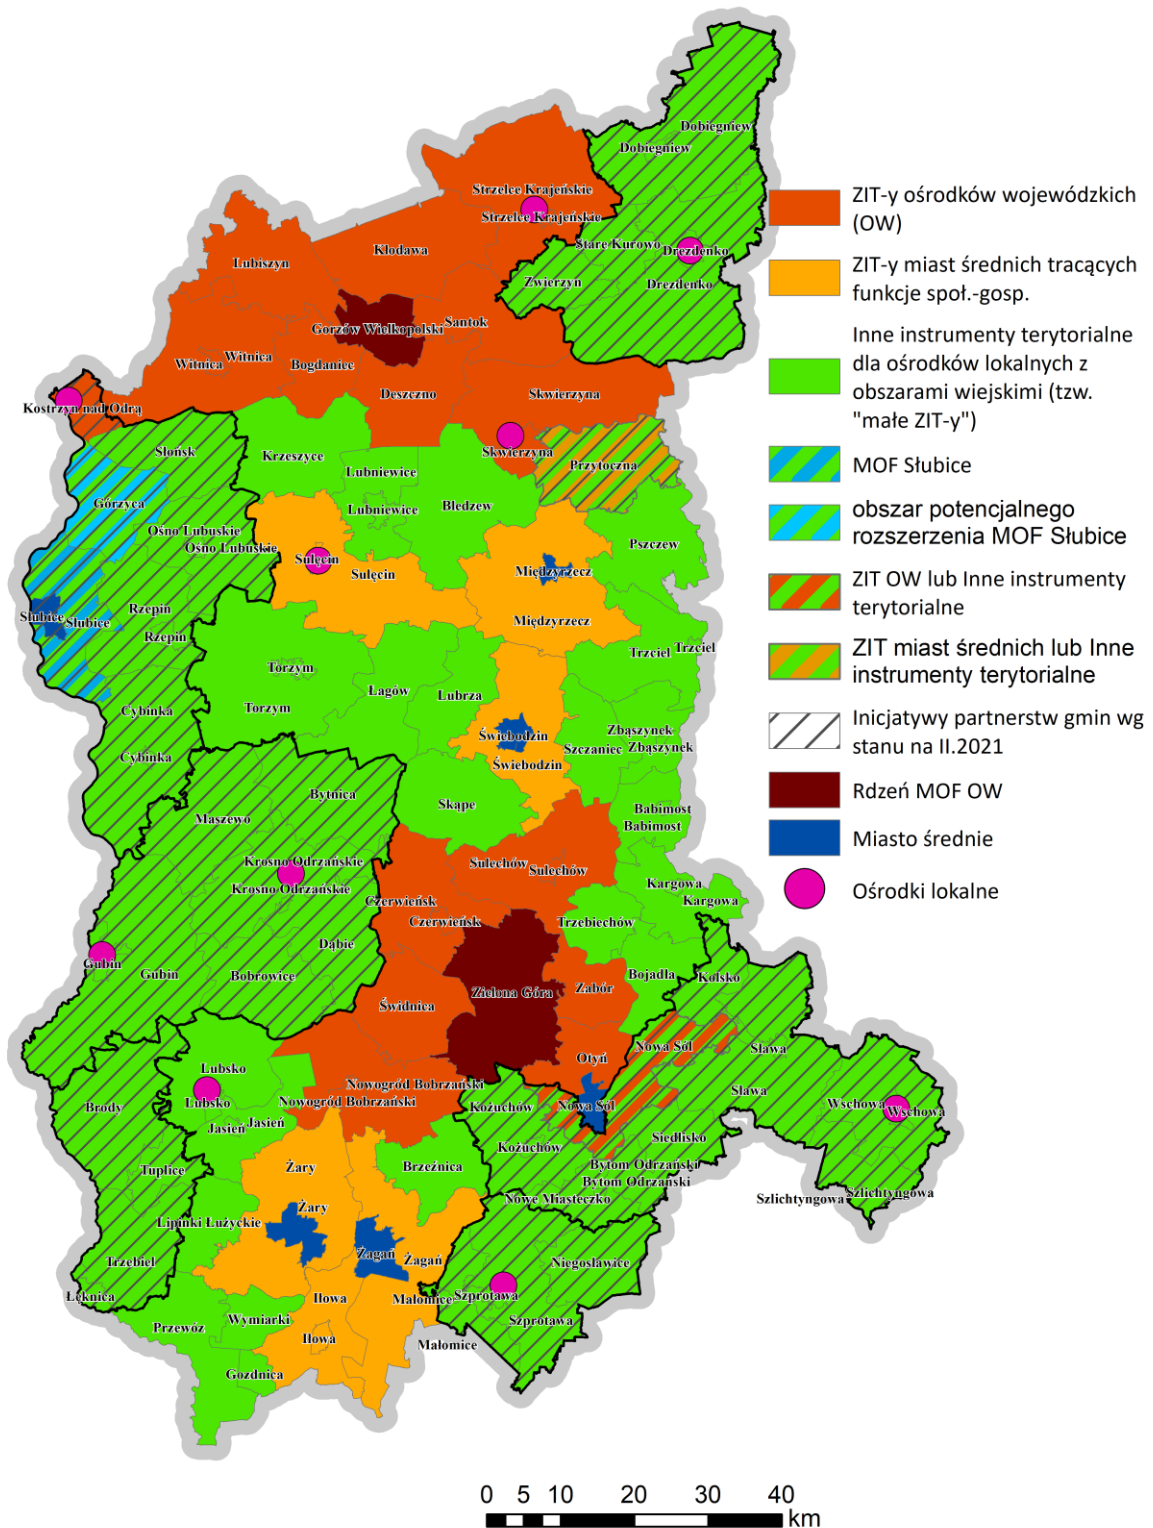 Dobiegniew
Dobiegniew
Strzelce Krajeńskie
Strzelce Krajeńskie
Stare Kurowo
Drezdenko
Drezdenko
Zwierzyn
Kłodawa
Lubiszyn
Santok
Gorzów Wielkopolski
Witnica
Witnica
Bogdaniec
Deszczno
Skwierzyna
Skwierzyna
Kostrzyn nad Odrą
Słońsk
Krzeszyce
Lubniewice
Lubniewice
Przytoczna
Bledzew
Górzyca
Ośno Lubuskie
Ośno Lubuskie
Pszczew
Sulęcin
Sulęcin
Międzyrzecz
Międzyrzecz
Słubice
Słubice
Rzepin
Rzepin
Trzciel
Trzciel
Torzym
Torzym
Łagów
Lubrza
Cybinka
Cybinka
Świebodzin
Świebodzin
Szczaniec
Zbąszynek
Zbąszynek
Bytnica
Maszewo
Skąpe
Babimost
Babimost
Krosno Odrzańskie
Krosno Odrzańskie
Sulechów
Sulechów
Kargowa
Kargowa
Czerwieńsk
Czerwieńsk
Trzebiechów
Dąbie
Gubin
Gubin
Bobrowice
Bojadła
Kolsko
Zielona Góra
Zabór
Świdnica
Otyń
Nowa Sól
Nowa Sól
Sława
Sława
Lubsko
Lubsko
Nowogród Bobrzański
Nowogród Bobrzański
Brody
Jasień
Jasień
Kożuchów
Kożuchów
Wschowa
Wschowa
Siedlisko
Bytom Odrzański
Bytom Odrzański
Tuplice
Żary
Żary
Brzeźnica
Nowe Miasteczko
Szlichtyngowa
Szlichtyngowa
Lipinki Łużyckie
Trzebiel
Żagań
Żagań
Niegosławice
Łęknica
Iłowa
Iłowa
Małomice
Małomice
Szprotawa
Szprotawa
Przewóz
Wymiarki
Gozdnica
ZIT-y ośrodków wojewódzkich
(OW)
ZIT-y miast średnich tracących
funkcje społ.-gosp.
Inne instrumenty terytorialne
dla ośrodków lokalnych z
obszarami wiejskimi (tzw.
"małe ZIT-y")
MOF Słubice
obszar potencjalnego
rozszerzenia MOF Słubice
ZIT OW lub Inne instrumenty
terytorialne
ZIT miast średnich lub Inne
instrumenty terytorialne
Inicjatywy partnerstw gmin wg
stanu na II.2021
Rdzeń MOF OW
Miasto średnie
Ośrodki lokalne
0 5 10 20 30 40
km